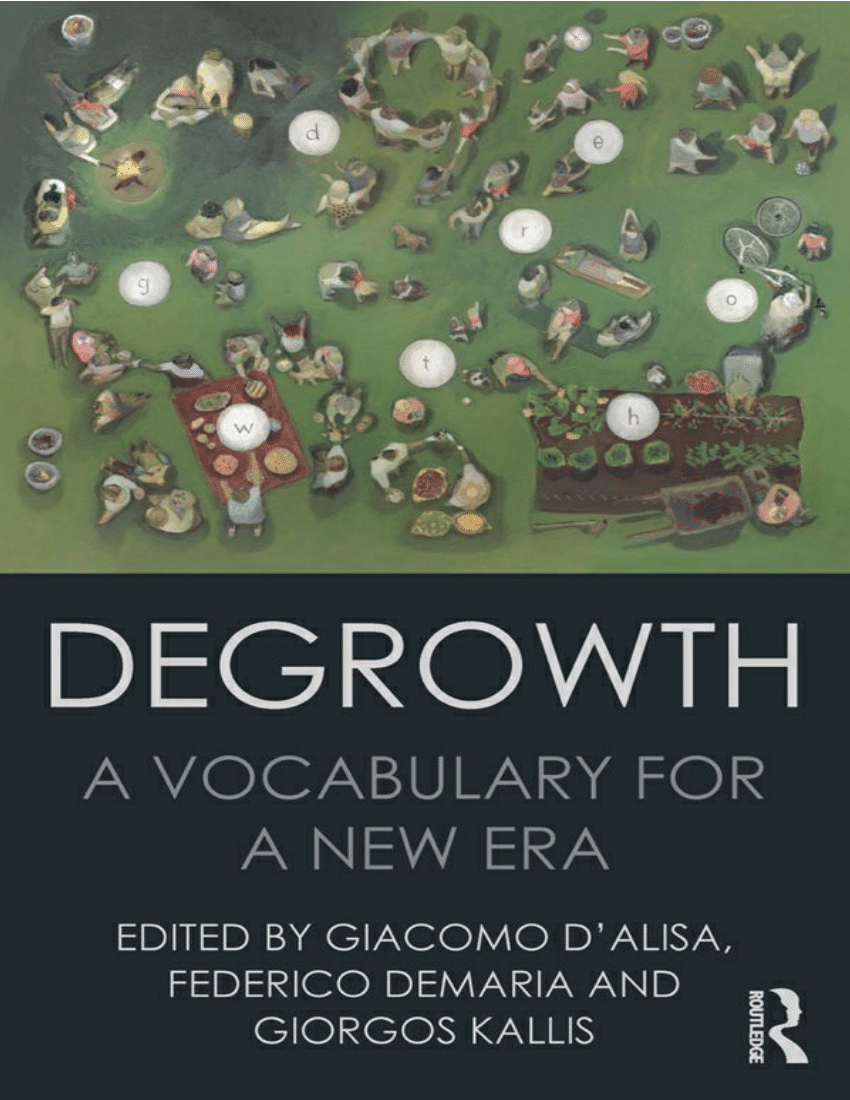 d
e
g
r
o
w
t
h
DEGROWTH
A VOCABULARY FOR
A NEW ERA
EDITED BY GIACOMO D’ALISA,
FEDERICO DEMARIA AND
GIORGOS KALLIS
ROUTLEDGE